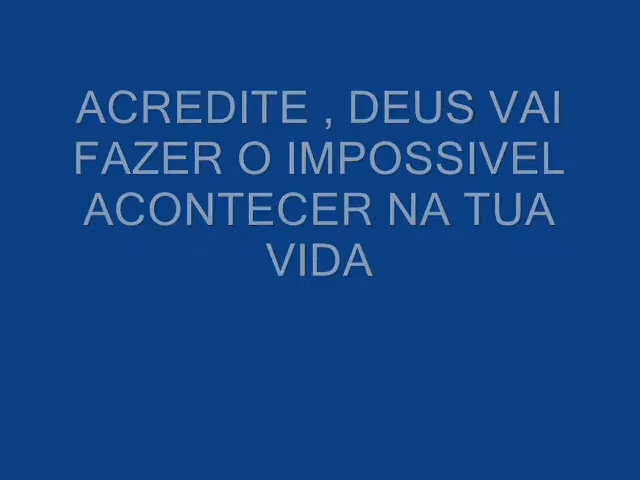 ACREDITE , DEUS VAI
FAZER O IMPOSSIVEL
ACONTECER NA TUA
VIDA